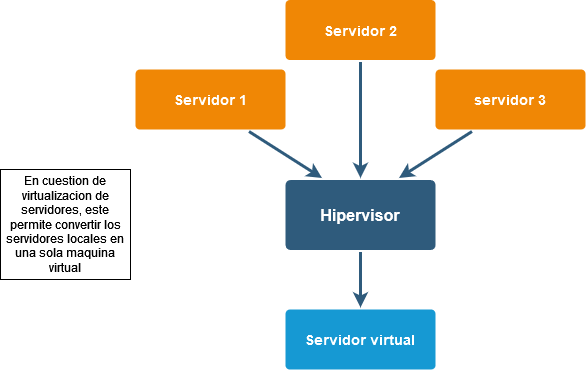 Servidor 2
Servidor 1
servidor 3
En cuestion de
virtualizacion de
servidores, este
permite convertir los
servidores locales en
una sola maquina
virtual
Hipervisor
Servidor virtual